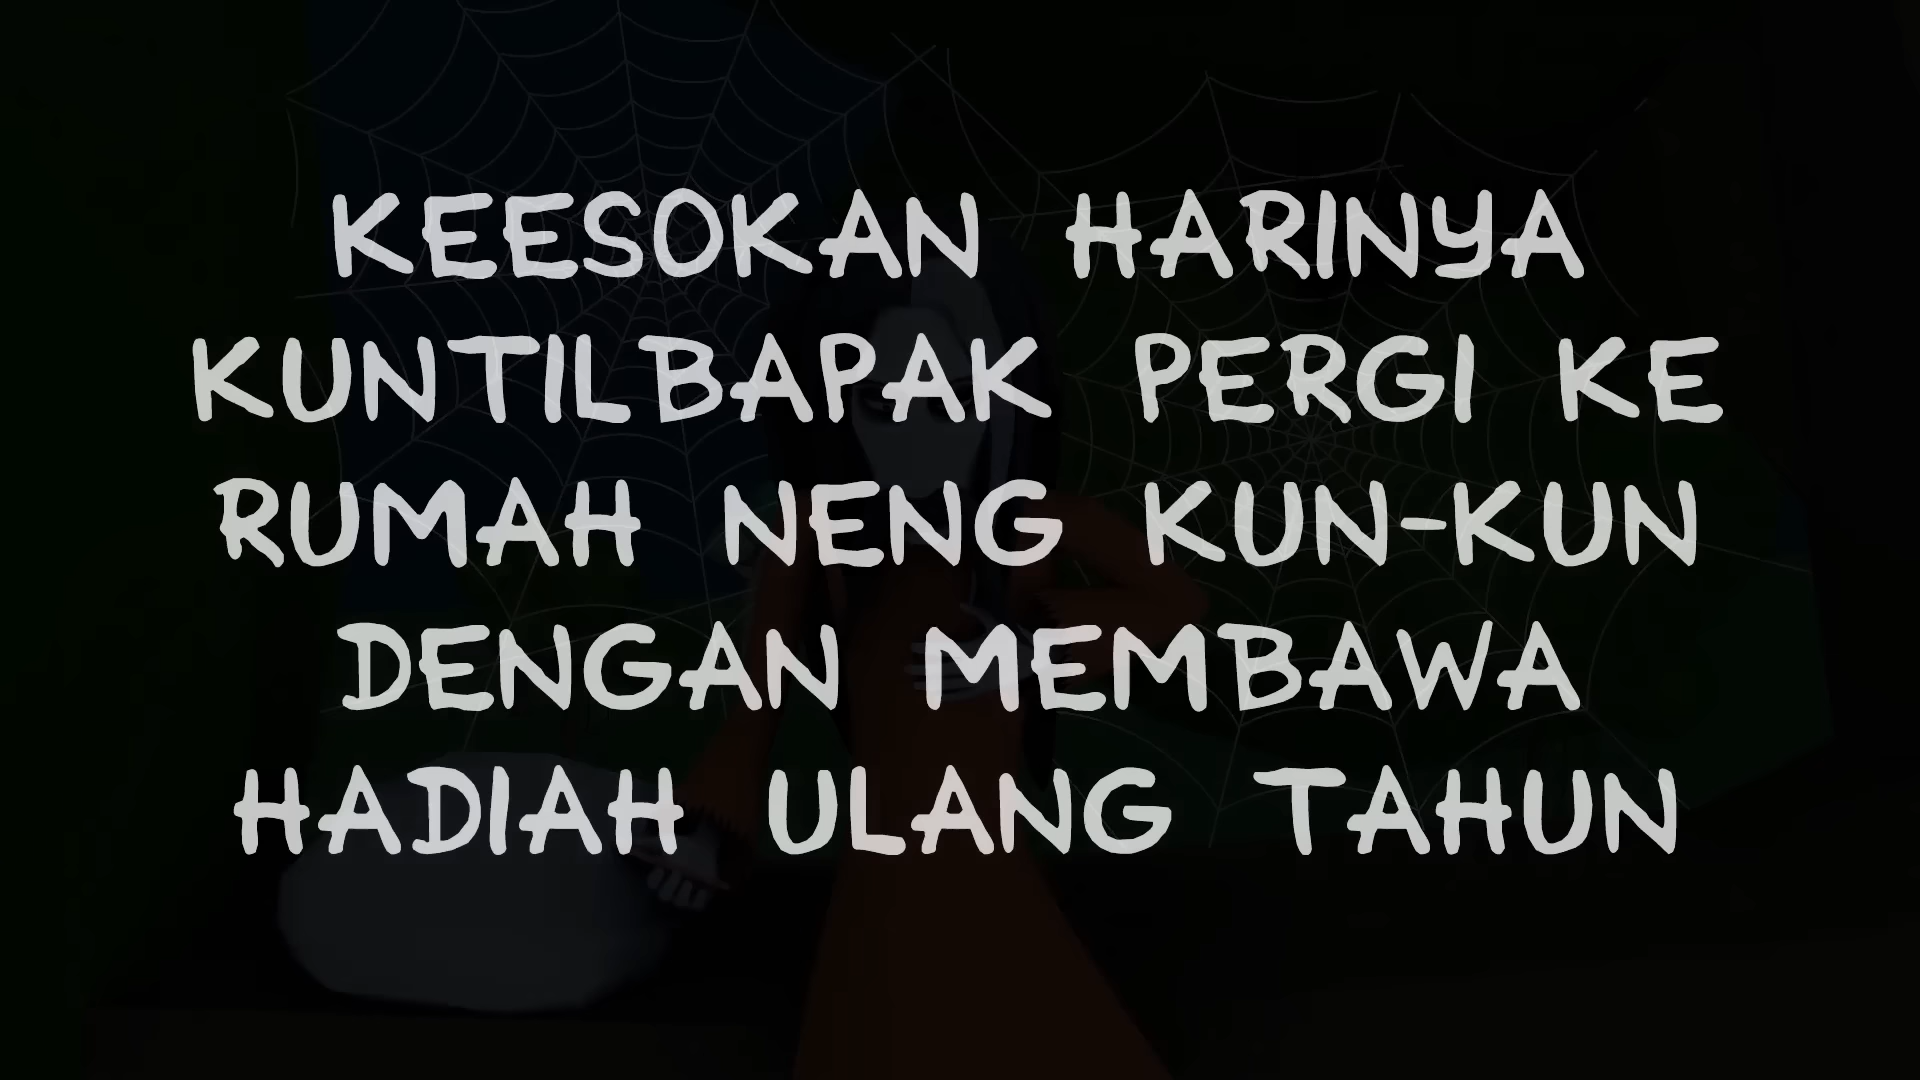 KEESOKAN HARINYA
KUNTILBAPAK PERGI KE
RUMAH NENG KUN-KUN
DENGAN MEMBAWA
HADIAH ULANG TAHUN